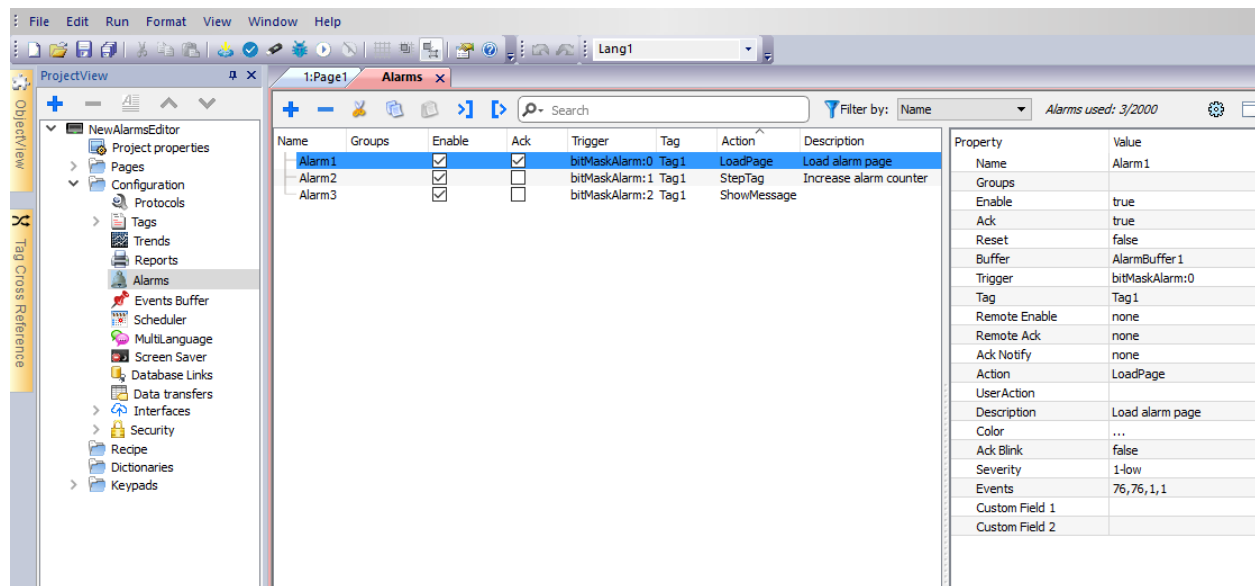 File Edit Run Format View Window Help
Lang1
ProjectView
1:Page1 Alarms
ObjectView
Tag Cross Reference
NewAlarmsEditor
Project properties
Pages
Configuration
Protocols
Tags
Trends
Reports
Alarms
Events Buffer
Scheduler
MultiLanguage
Screen Saver
Database Links
Data transfers
Interfaces
Security
Recipe
Dictionaries
Keypads
Search Filter by: Name Alarms used: 3/2000
Name Groups Enable Ack Trigger Tag Action Description
Alarm1 bitMaskAlarm:0 Tag1 LoadPage Load alarm page
Alarm2 bitMaskAlarm:1 Tag1 StepTag Increase alarm counter
Alarm3 bitMaskAlarm:2 Tag1 ShowMessage
Property Value
Name Alarm1
Groups
Enable true
Ack true
Reset false
Buffer AlarmBuffer1
Trigger bitMaskAlarm:0
Tag Tag1
Remote Enable none
Remote Ack none
Ack Notify none
Action LoadPage
UserAction
Description Load alarm page
Color ...
Ack Blink false
Severity 1-low
Events 76,76,1,1
Custom Field 1
Custom Field 2